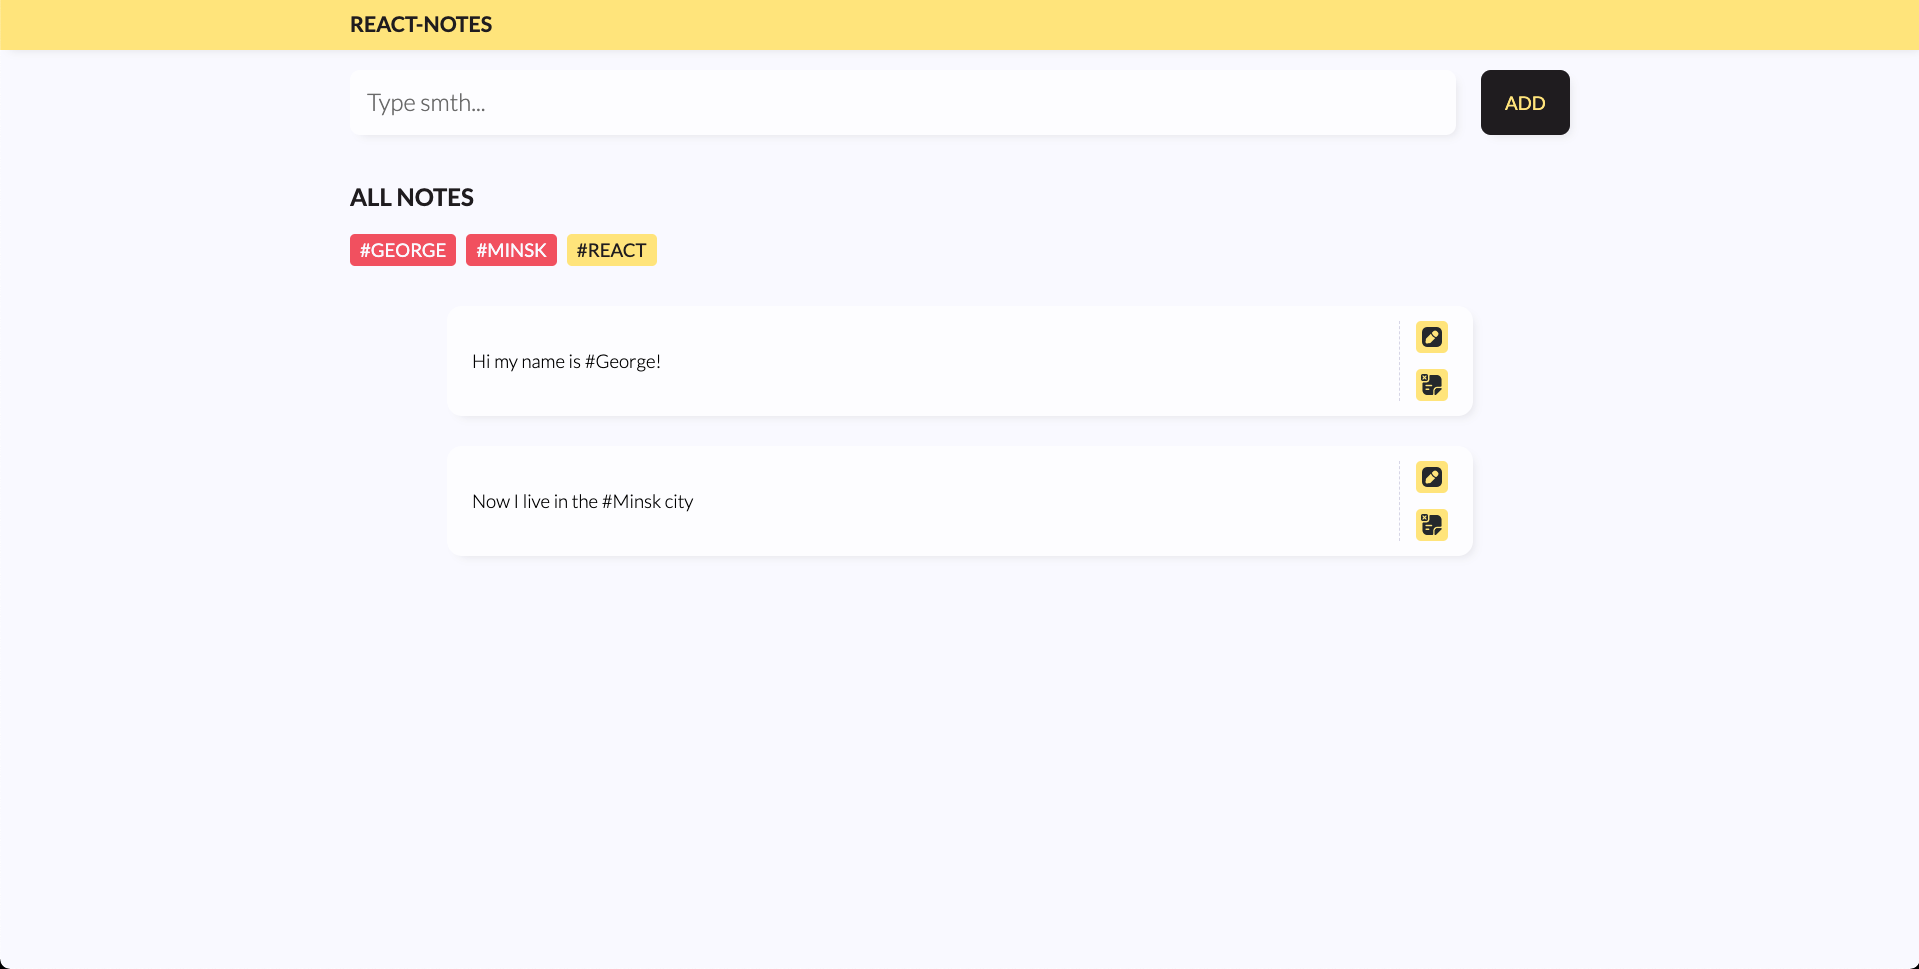 REACT-NOTES
Type smth...
ADD
ALL NOTES
#GEORGE #MINSK #REACT
Hi my name is #George!
Now I live in the #Minsk city